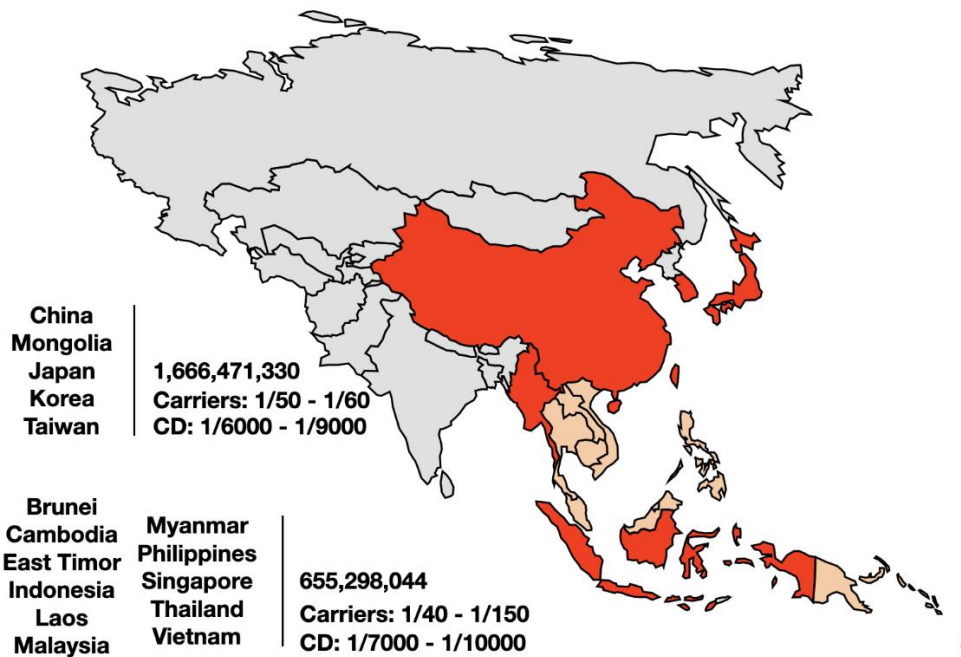 China
Mongolia
Japan
Korea
Taiwan
1,666,471,330
Carriers: 1/50 - 1/60
CD: 1/6000 - 1/9000
Brunei
Cambodia
East Timor
Indonesia
Laos
Malaysia
Myanmar
Philippines
Singapore
Thailand
Vietnam
655,298,044
Carriers: 1/40 - 1/150
CD: 1/7000 - 1/10000